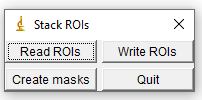 Stack ROIs
Read ROIs Write ROIs
Create masks Quit